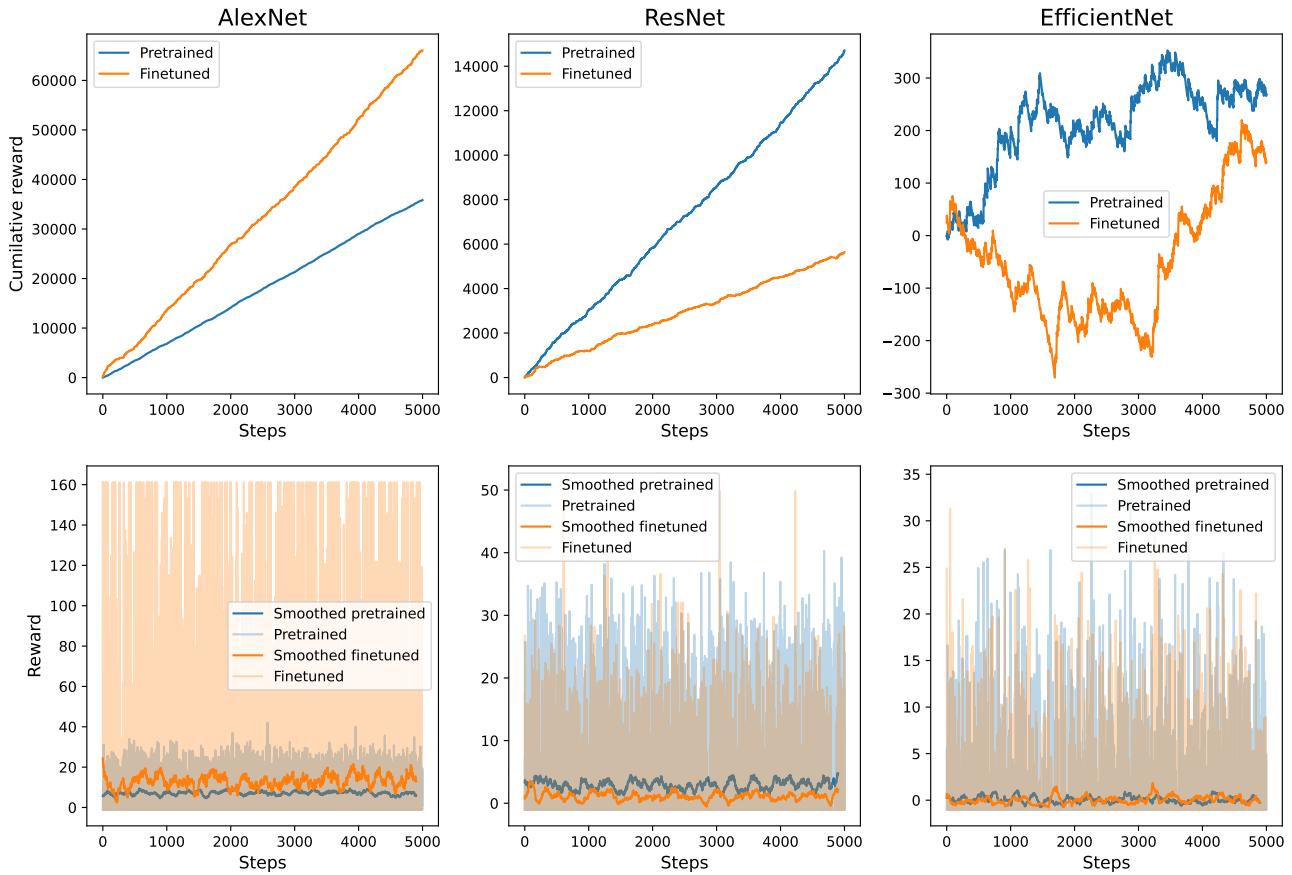 AlexNet
ResNet
EfficientNet
Cumilative reward
60000
50000
40000
30000
20000
10000
0
Pretrained
Finetuned
0 1000 2000 3000 4000 5000
Steps
14000
12000
10000
8000
6000
4000
2000
0
Pretrained
Finetuned
0 1000 2000 3000 4000 5000
Steps
300
200
100
0
−100
−200
−300
Pretrained
Finetuned
0 1000 2000 3000 4000 5000
Steps
Reward
160
140
120
100
80
60
40
20
0
Smoothed pretrained
Pretrained
Smoothed finetuned
Finetuned
0 1000 2000 3000 4000 5000
Steps
50
40
30
20
10
0
Smoothed pretrained
Pretrained
Smoothed finetuned
Finetuned
0 1000 2000 3000 4000 5000
Steps
35
30
25
20
15
10
5
0
Smoothed pretrained
Pretrained
Smoothed finetuned
Finetuned
0 1000 2000 3000 4000 5000
Steps